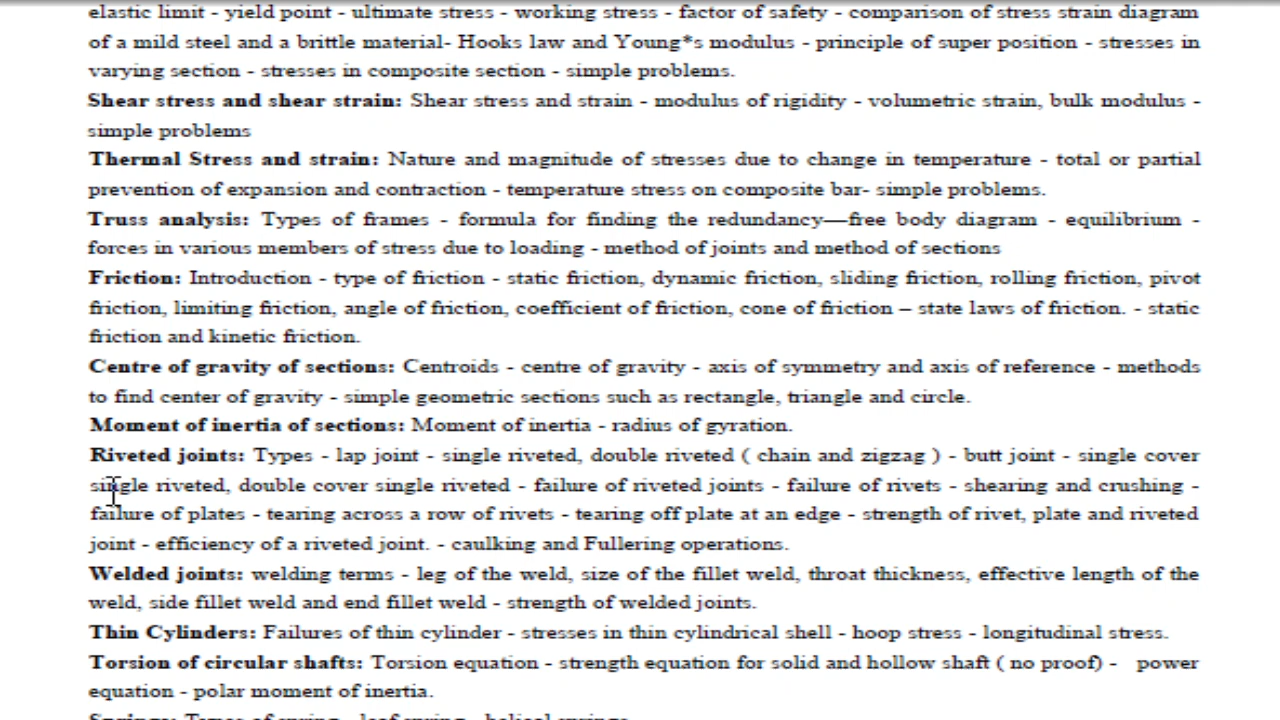 elastic limit - yield point - ultimate stress - working stress - factor of safety - comparison of stress strain diagram
of a mild steel and a brittle material- Hooks law and Young*s modulus - principle of super position - stresses in
varying section - stresses in composite section - simple problems.
Shear stress and shear strain: Shear stress and strain - modulus of rigidity - volumetric strain, bulk modulus -
simple problems
Thermal Stress and strain: Nature and magnitude of stresses due to change in temperature - total or partial
prevention of expansion and contraction - temperature stress on composite bar- simple problems.
Truss analysis: Types of frames - formula for finding the redundancy—free body diagram - equilibrium -
forces in various members of stress due to loading - method of joints and method of sections
Friction: Introduction - type of friction - static friction, dynamic friction, sliding friction, rolling friction, pivot
friction, limiting friction, angle of friction, coefficient of friction, cone of friction – state laws of friction. - static
friction and kinetic friction.
Centre of gravity of sections: Centroids - centre of gravity - axis of symmetry and axis of reference - methods
to find center of gravity - simple geometric sections such as rectangle, triangle and circle.
Moment of inertia of sections: Moment of inertia - radius of gyration.
Riveted joints: Types - lap joint - single riveted, double riveted ( chain and zigzag ) - butt joint - single cover
single riveted, double cover single riveted - failure of riveted joints - failure of rivets - shearing and crushing -
failure of plates - tearing across a row of rivets - tearing off plate at an edge - strength of rivet, plate and riveted
joint - efficiency of a riveted joint. - caulking and Fullering operations.
Welded joints: welding terms - leg of the weld, size of the fillet weld, throat thickness, effective length of the
weld, side fillet weld and end fillet weld - strength of welded joints.
Thin Cylinders: Failures of thin cylinder - stresses in thin cylindrical shell - hoop stress - longitudinal stress.
Torsion of circular shafts: Torsion equation - strength equation for solid and hollow shaft ( no proof) - power
equation - polar moment of inertia.
Springs: Types of spring - leaf spring - helical springs